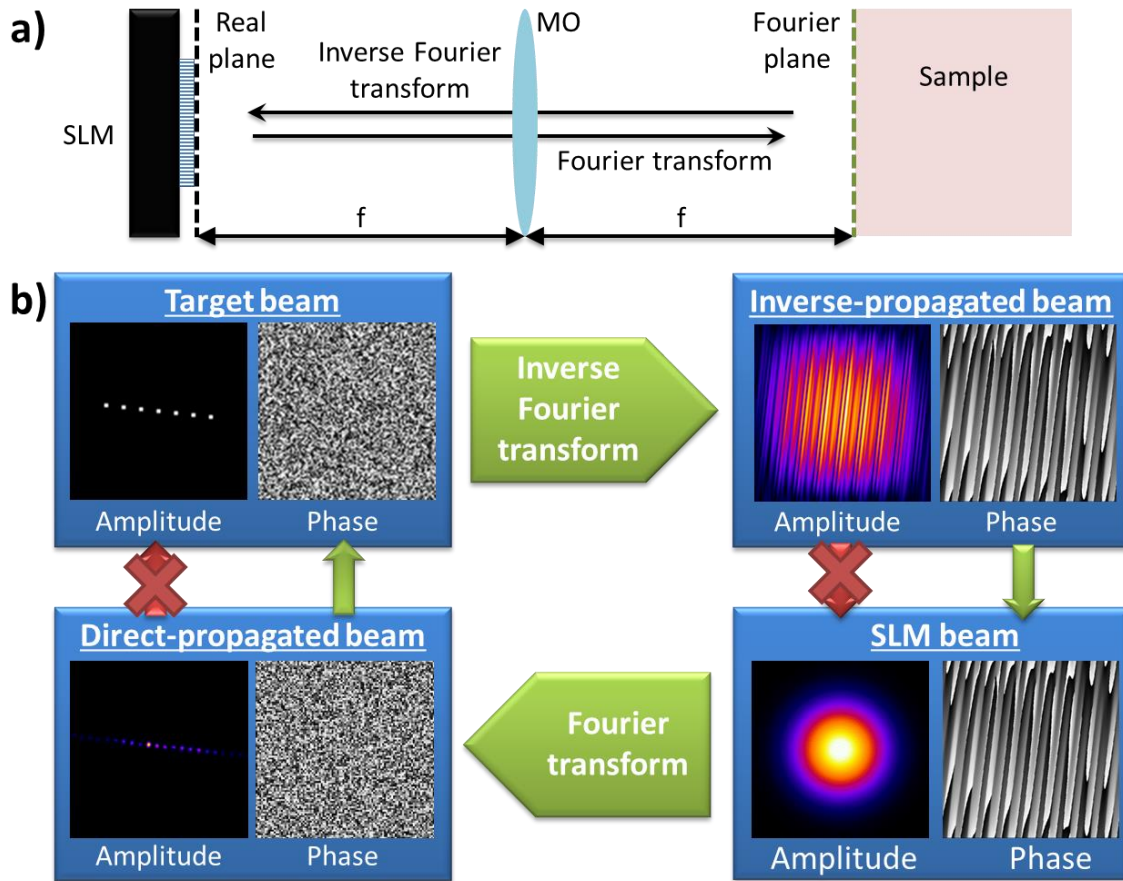 a)
SLM
Real
plane
Inverse Fourier
transform
MO
Fourier
plane
Sample
Fourier transform
f
f
b)
Target beam
Amplitude
Phase
Inverse
Fourier
transform
Inverse-propagated beam
Amplitude
Phase
Direct-propagated beam
Amplitude
Phase
Fourier
transform
SLM beam
Amplitude
Phase